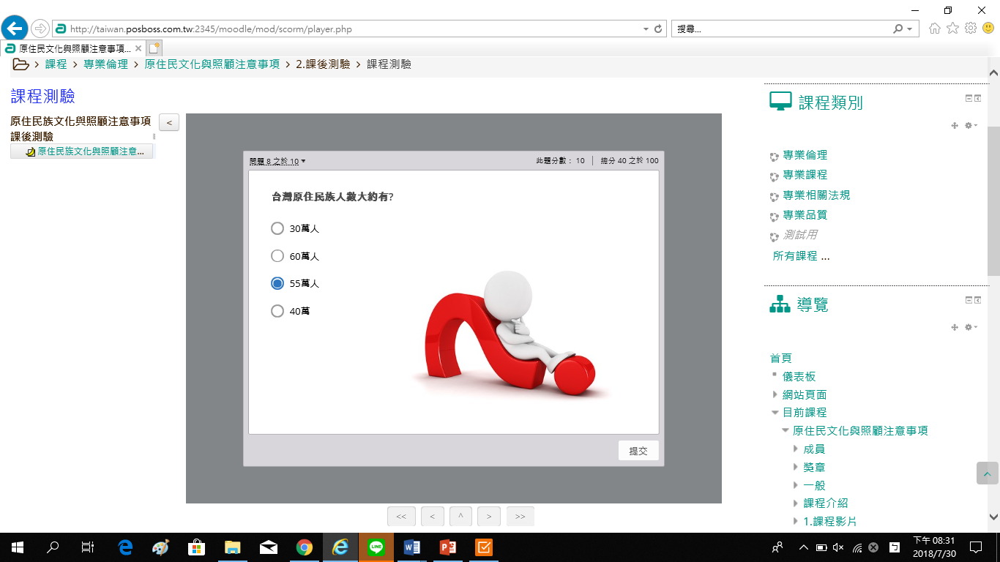 http://taiwan.posboss.com.tw:2345/moodle/mod/scorm/player.php
搜尋...
原住民文化與照顧注意事項...
課程 > 專業倫理 > 原住民文化與照顧注意事項 > 2.課後測驗 > 課程測驗
課程測驗
原住民族文化與照顧注意事項
課後測驗
<
原住民族文化與照顧注意...
問題 8 之於 10
此題分數： 10 | 總分 40 之於 100
台灣原住民族人數大約有?
30萬人
60萬人
55萬人
40萬
提交
<<
<
^
>
>>
課程類別
專業倫理
專業課程
專業相關法規
專業品質
測試用
所有課程 ...
導覽
首頁
儀表板
網站頁面
目前課程
原住民文化與照顧注意事項
成員
獎章
一般
課程介紹
1.課程影片
LINE
下午 08:31
2018/7/30